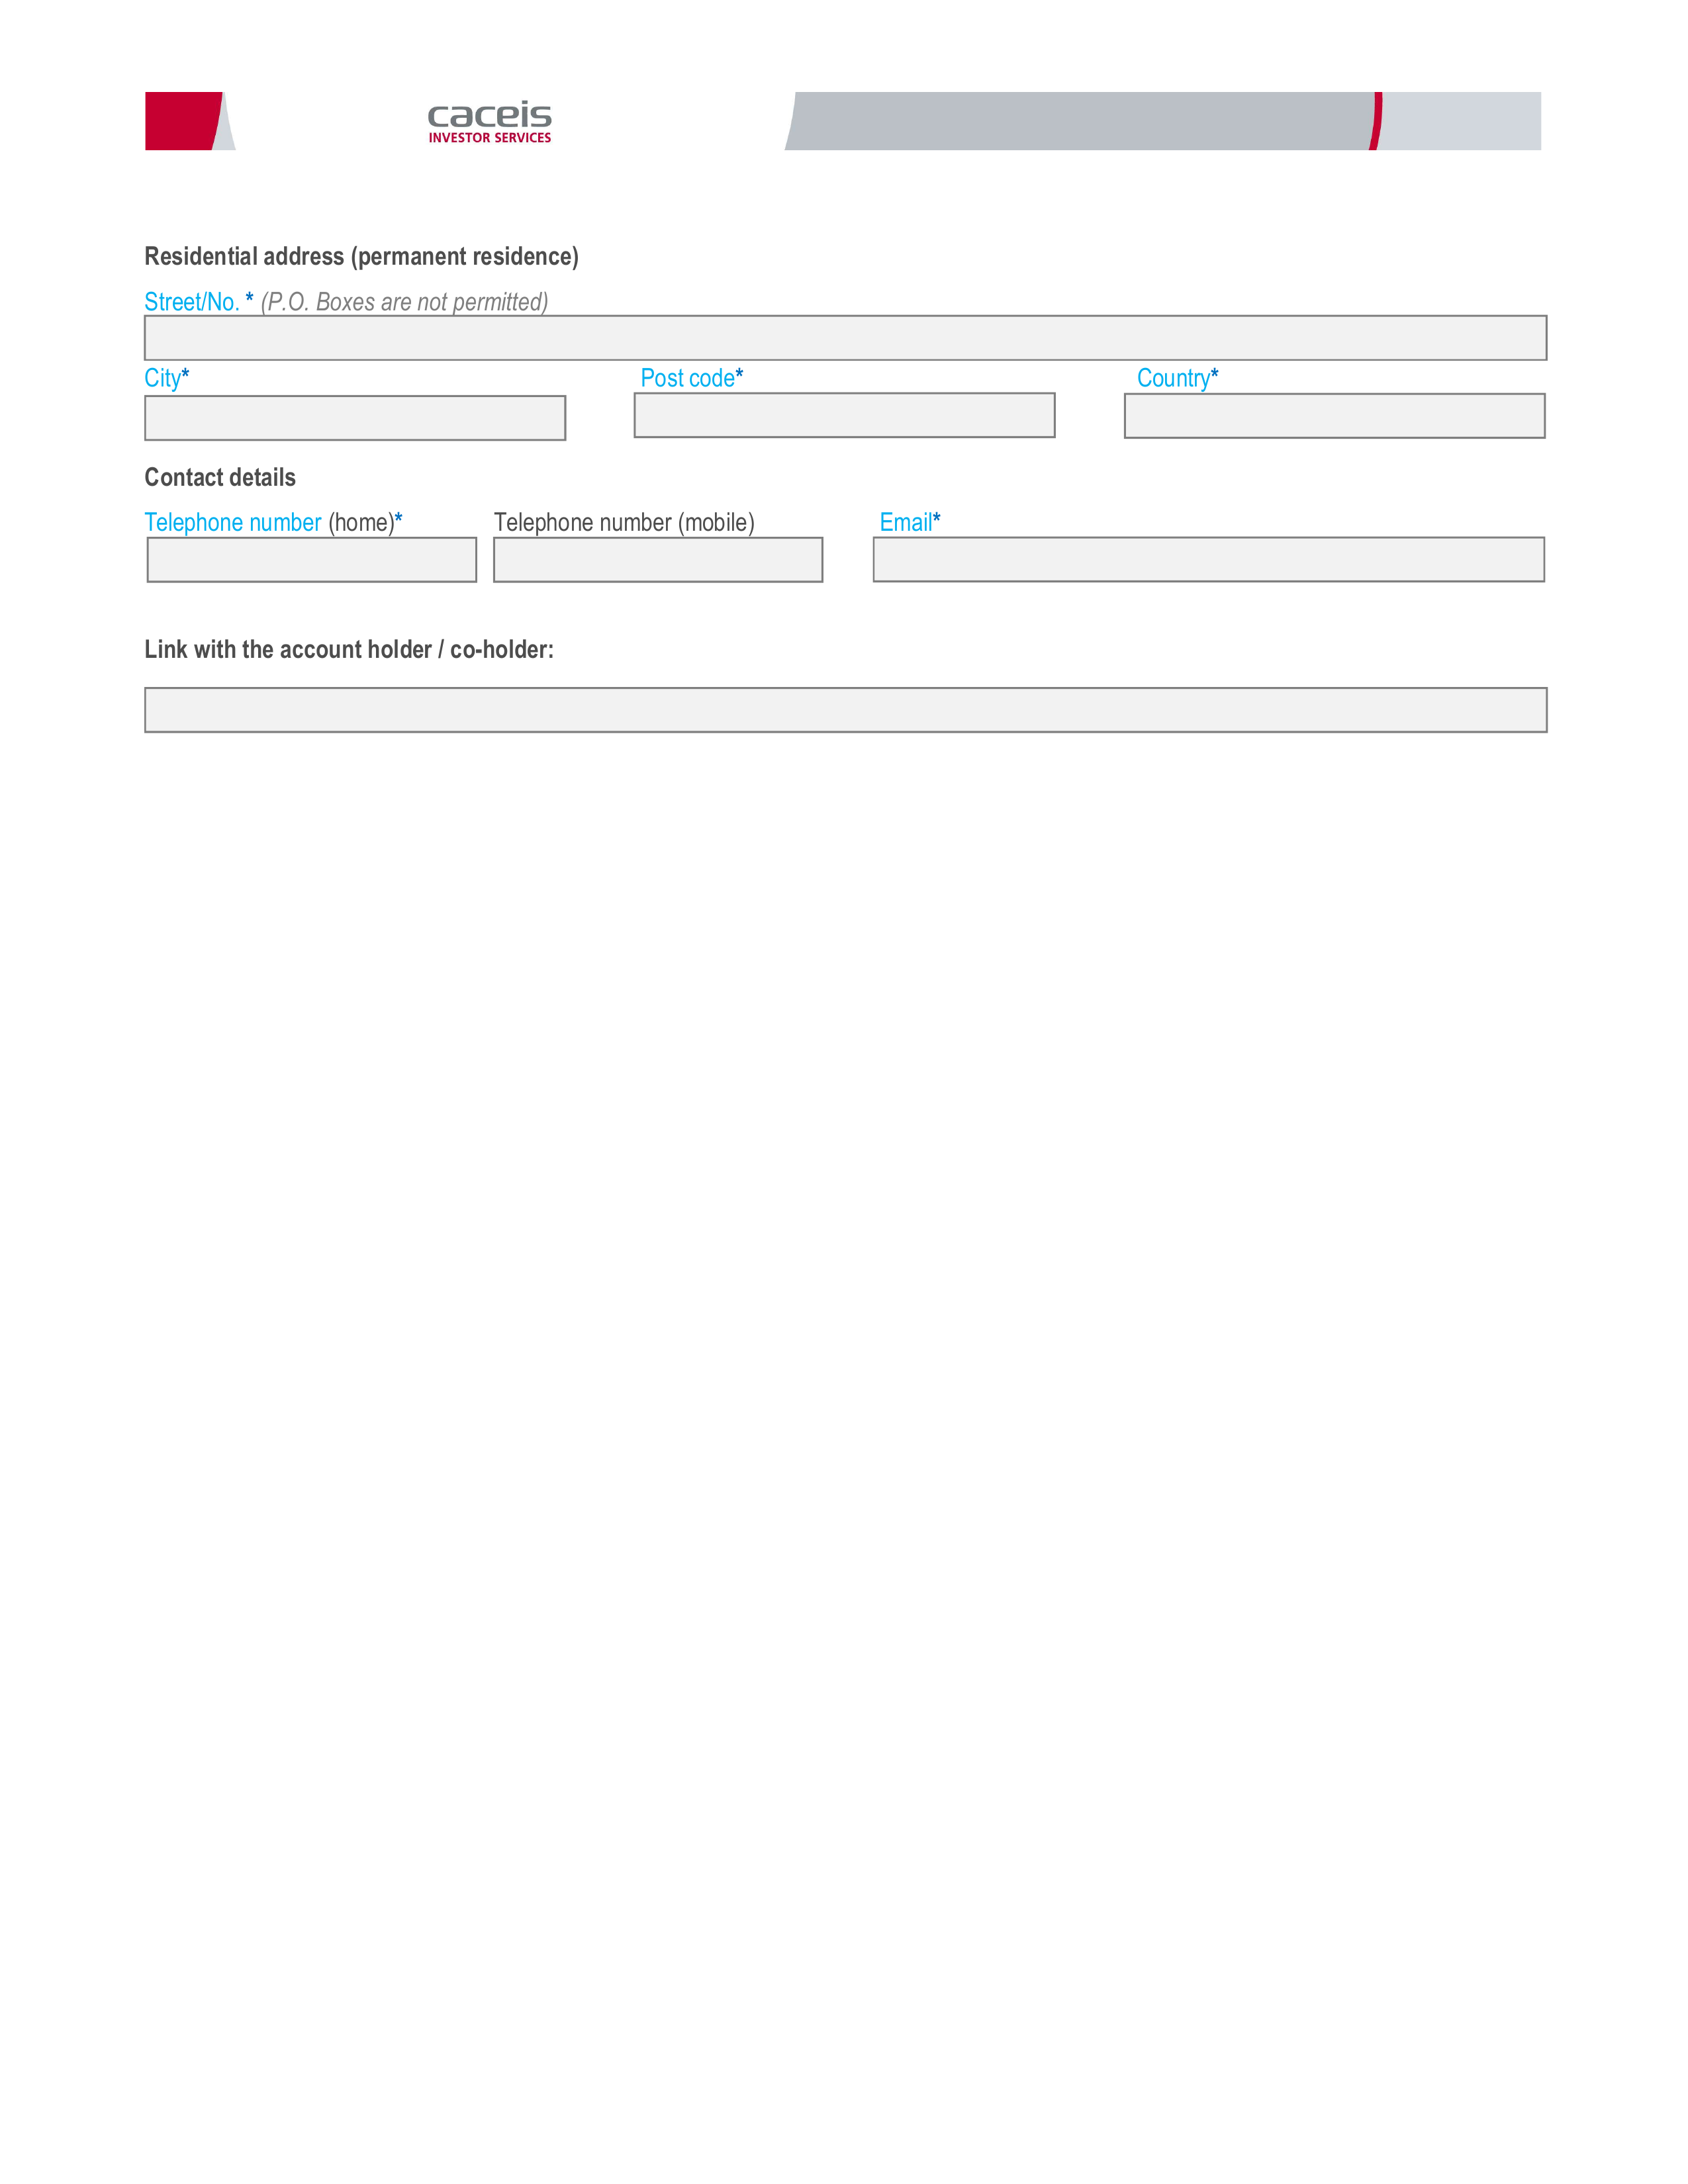 caceis
INVESTOR SERVICES
Residential address (permanent residence)
Street/No. * (P.O. Boxes are not permitted)
City* Post code* Country*
Contact details
Telephone number (home)* Telephone number (mobile) Email*
Link with the account holder / co-holder: